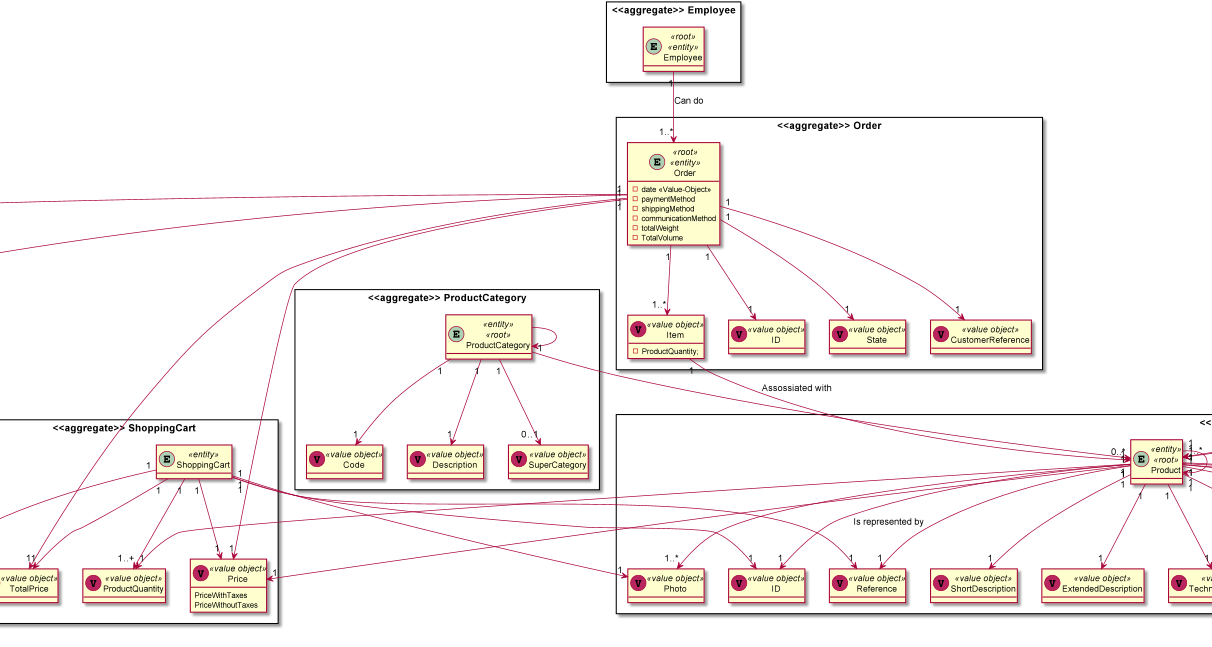 <<aggregate>> Employee
E
«root»
«entity»
Employee
1
Can do
1..*
<<aggregate>> Order
E
«root»
«entity»
Order
date «Value-Object»
paymentMethod
shippingMethod
communicationMethod
totalWeight
TotalVolume
1
1
1
1
1
1
1..*
1
1
1
V
«value object»
Item
ProductQuantity;
V
«value object»
ID
V
«value object»
State
V
«value object»
CustomerReference
1
Assossiated with
<<aggregate>> ProductCategory
E
«entity»
«root»
ProductCategory
1
1
1
1
1
1
0..1
V
«value object»
Code
V
«value object»
Description
V
«value object»
SuperCategory
<<aggregate>> ShoppingCart
E
«entity»
ShoppingCart
1
1
1
1
1
1
1
11
1..+
1
1
1
«value object»
TotalPrice
V
«value object»
ProductQuantity
V
«value object»
Price
PriceWithTaxes
PriceWithoutTaxes
1
<<
E
«entity»
«root»
Product
0..
1
1
1
1
1
1
1
..*
Is represented by
1
1..*
1
1
1
1
1
1
1
V
«value object»
Photo
V
«value object»
ID
V
«value object»
Reference
V
«value object»
ShortDescription
V
«value object»
ExtendedDescription
V
«valu
Techn